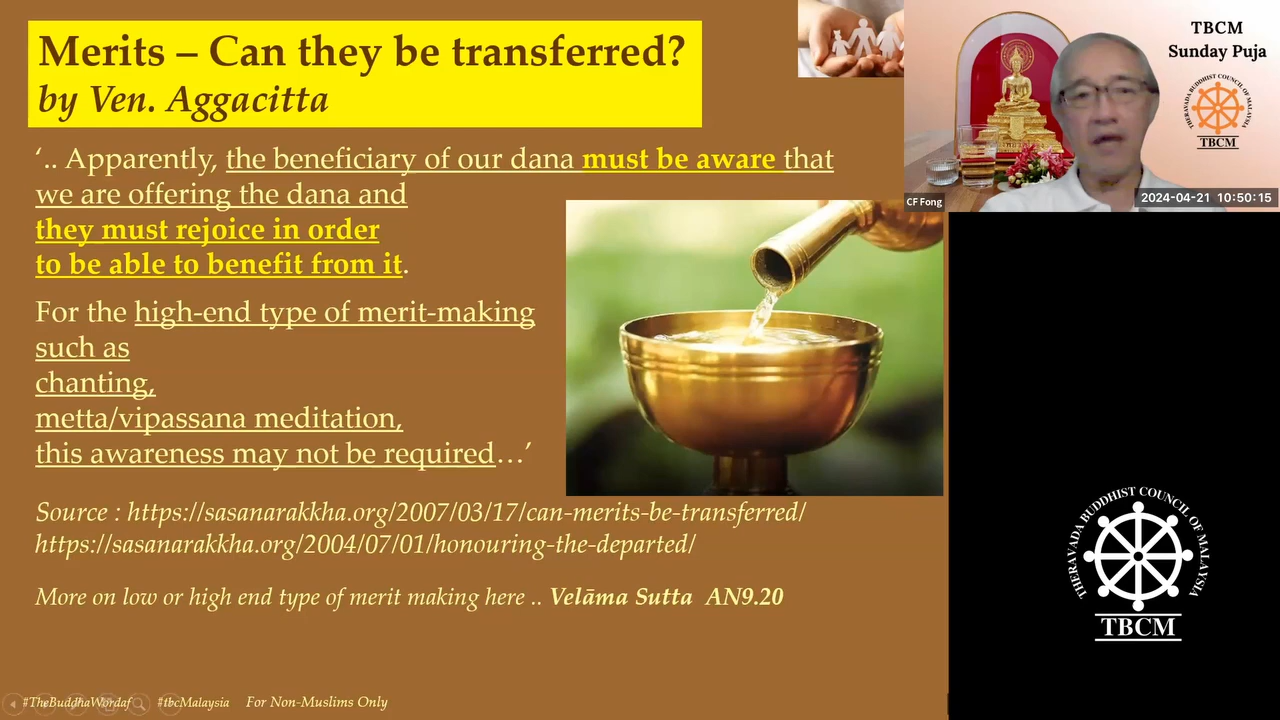 Merits – Can they be transferred?
by Ven. Aggacitta
‘.. Apparently, the beneficiary of our dana must be aware that
we are offering the dana and
they must rejoice in order
to be able to benefit from it.
For the high-end type of merit-making
such as
chanting,
metta/vipassana meditation,
this awareness may not be required…’
Source : https://sasanarakkha.org/2007/03/17/can-merits-be-transferred/
https://sasanarakkha.org/2004/07/01/honouring-the-departed/
More on low or high end type of merit making here .. Velāma Sutta AN9.20
#TheBuddhaWordaf #tbcMalaysia For Non-Muslims Only
TBCM
Sunday Puja
THERAVADA BUDDHIST COUNCIL OF MALAYSIA
TBCM
CF Fong
2024-04-21 10:50:15
THERAVADA BUDDHIST COUNCIL OF MALAYSIA
TBCM